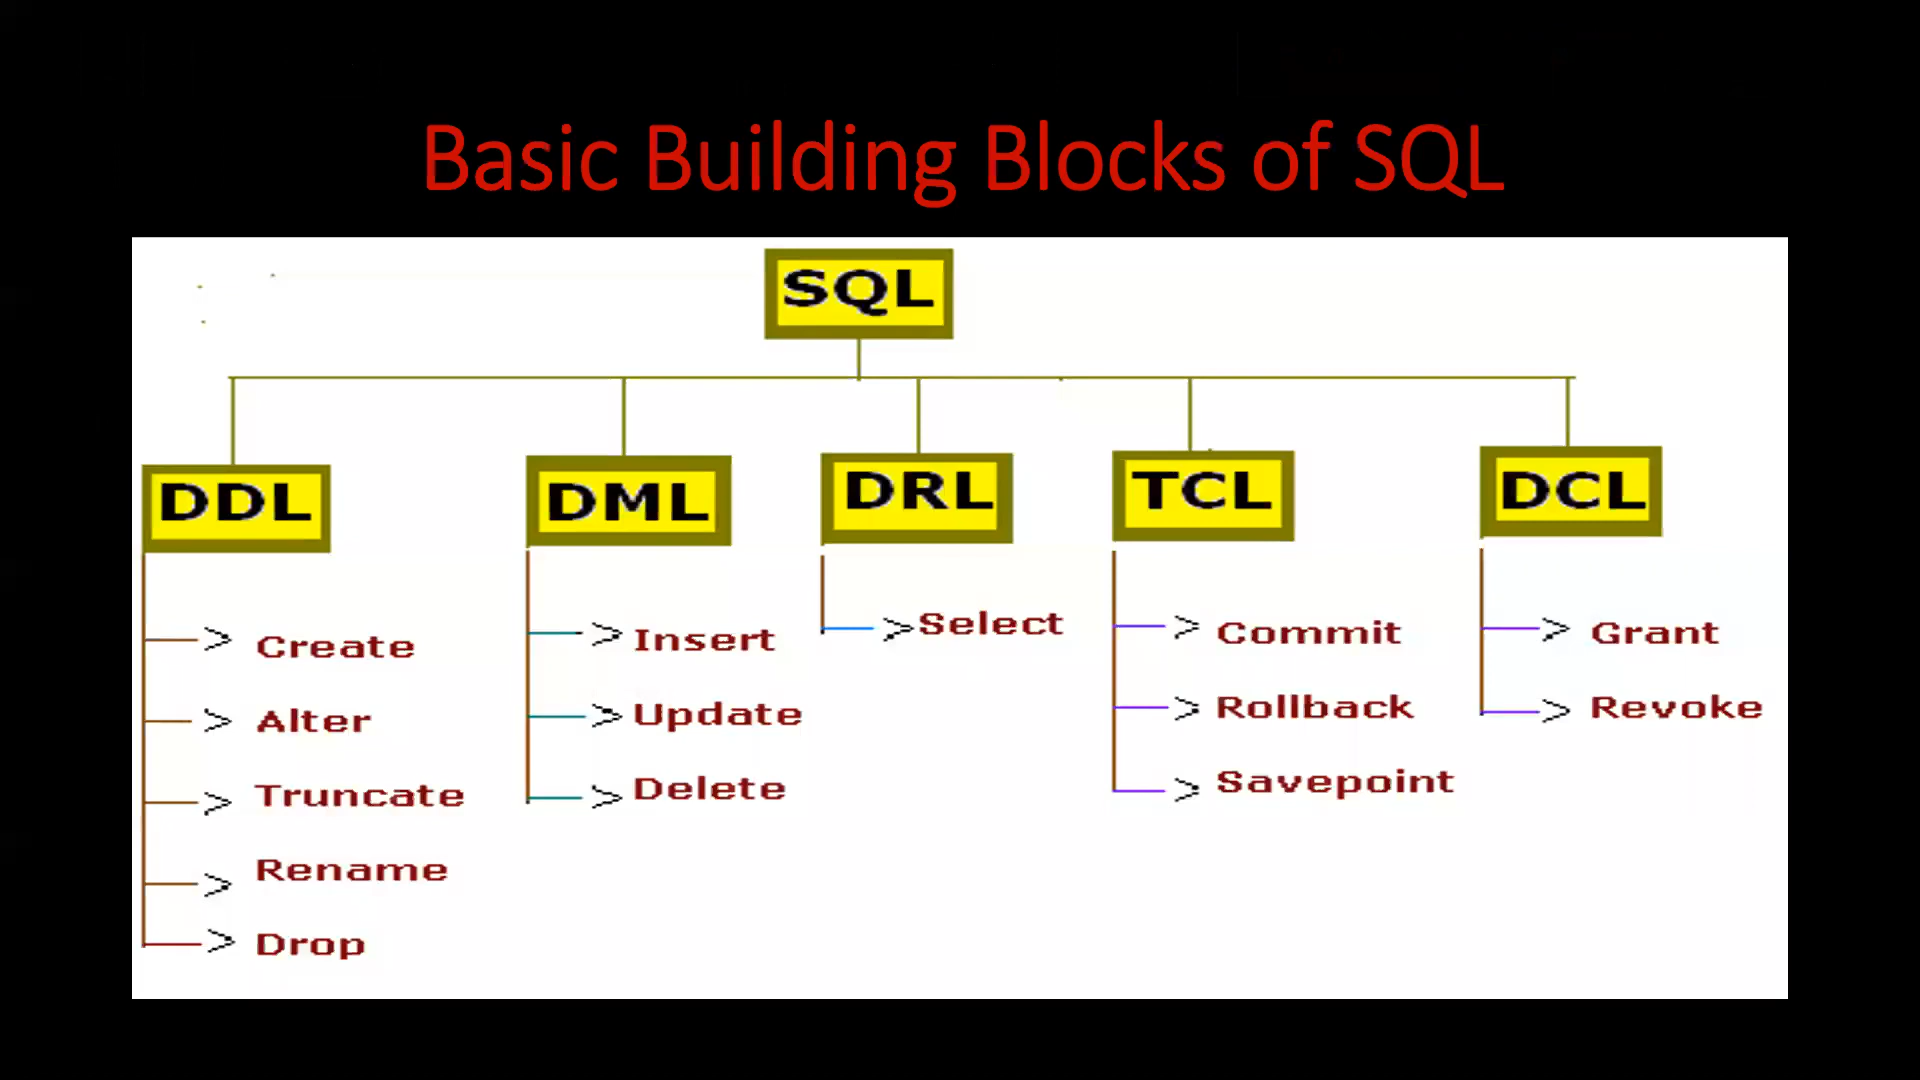 Basic Building Blocks of SQL
SQL
DDL
DML
DRL
TCL
DCL
Create
Alter
Truncate
Rename
Drop
Insert
Update
Delete
Select
Commit
Rollback
Savepoint
Grant
Revoke